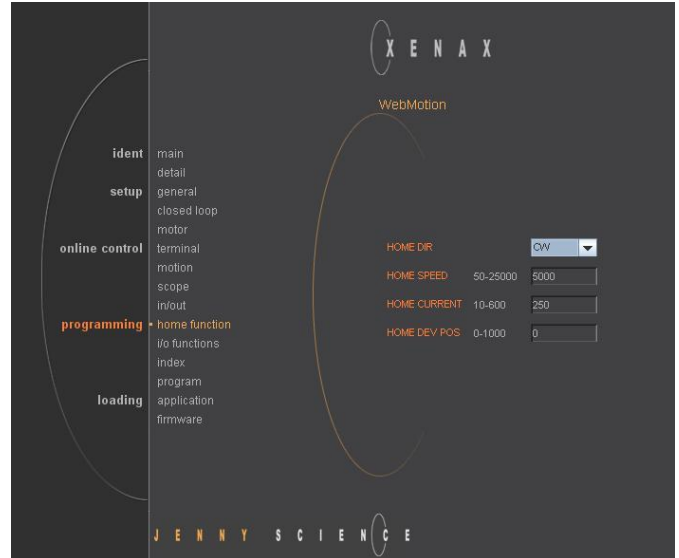 XENAX
WebMotion
ident main
detail
setup general
closed loop
motor
online control terminal
motion
scope
in/out
programming home function
i/o functions
index
program
loading application
firmware
HOME DIR CW
HOME SPEED 50-25000 5000
HOME CURRENT 10-600 250
HOME DEV POS 0-1000 0
JENNY SCIENCE